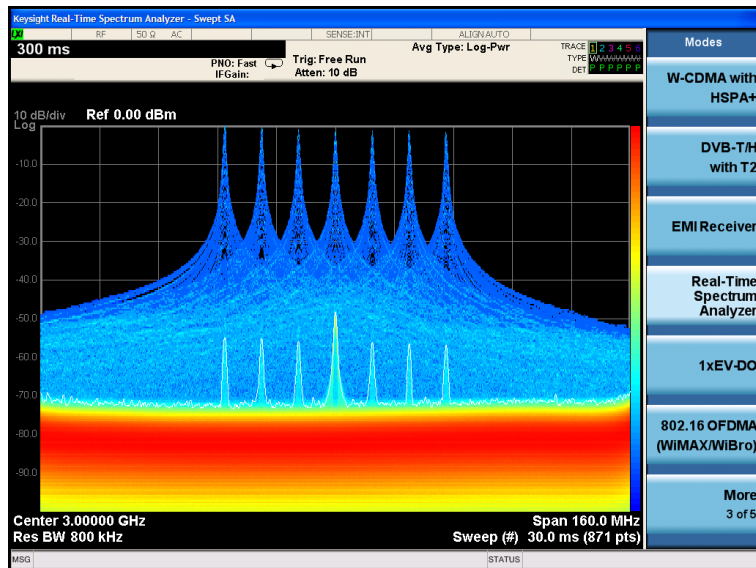 Keysight Real-Time Spectrum Analyzer - Swept SA
LXI RF 50 Ω AC SENSE:INT ALIGN AUTO
300 ms
Avg Type: Log-Pwr
TRACE 1 2 3 4 5 6
PNO: Fast Trig: Free Run
TYPE W
IFGain: Atten: 10 dB
DET P P P P P P
10 dB/div Ref 0.00 dBm
Log
-10.0
-20.0
-30.0
-40.0
-50.0
-60.0
-70.0
-80.0
-90.0
Center 3.00000 GHz Span 160.0 MHz
Res BW 800 kHz Sweep (#) 30.0 ms (871 pts)
MSG STATUS
Modes
W-CDMA with
HSPA+
DVB-T/H
with T2
EMI Receiver
Real-Time
Spectrum
Analyzer
1xEV-DO
802.16 OFDMA
(WiMAX/WiBro)
More
3 of 5